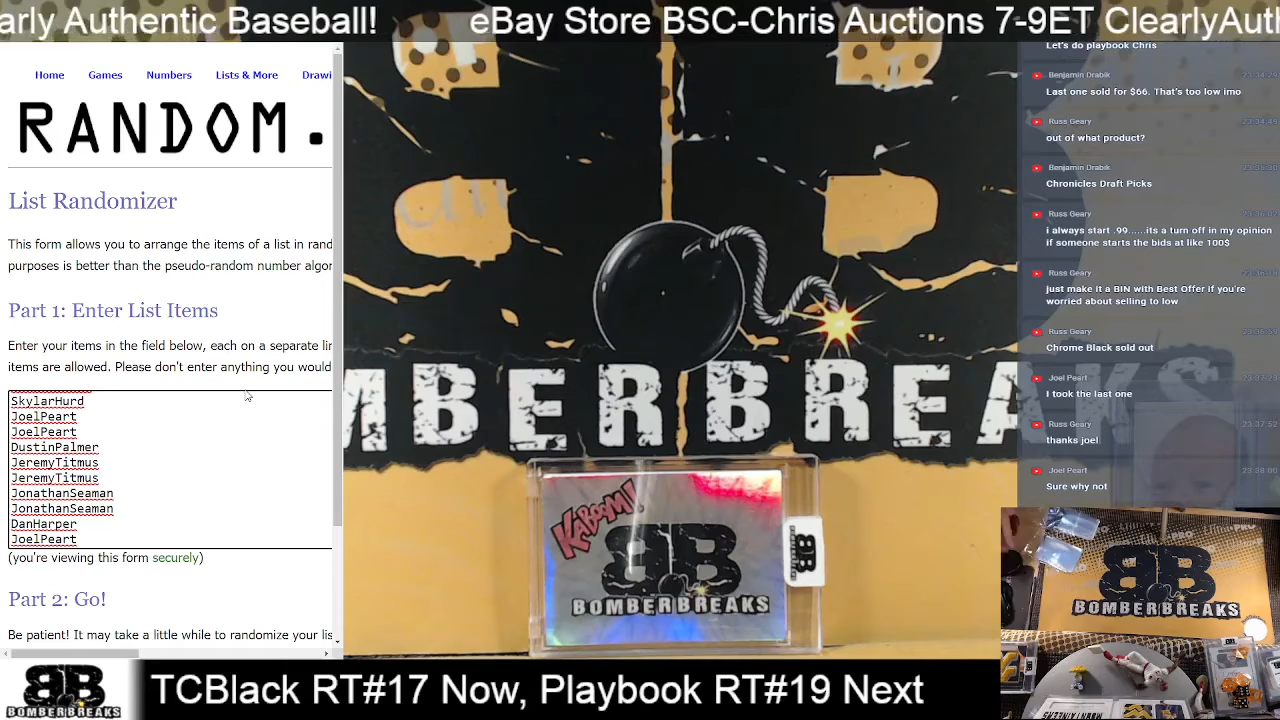 arly Authentic Baseball! eBay Store BSC-Chris Auctions 7-9ET ClearlyAuth
Home Games Numbers Lists & More Drawi
RANDOM.
List Randomizer
This form allows you to arrange the items of a list in rand
purposes is better than the pseudo-random number algor
Part 1: Enter List Items
Enter your items in the field below, each on a separate lir
items are allowed. Please don't enter anything you would
SkylarHurd
JoelPeart
JoelPeart
DustinPalmer
JeremyTitmus
JeremyTitmus
JonathanSeaman
JonathanSeaman
DanHarper
JoelPeart
(you're viewing this form securely)
Part 2: Go!
Be patient! It may take a little while to randomize your lis
MBERBREA
KABOOM!
BB
BOMBERBREAKS
BB
Let's do playbook Chris
Benjamin Drabik
Last one sold for $66. That's too low imo
Russ Geary
out of what product?
Benjamin Drabik
Chronicles Draft Picks
Russ Geary
i always start .99......its a turn off in my opinion
if someone starts the bids at like 100$
Russ Geary
just make it a BIN with Best Offer if you're
worried about selling to low
Russ Geary
Chrome Black sold out
Joel Peart
I took the last one
Russ Geary
thanks joel
Joel Peart
Sure why not
BB
BOMBERBREAKS
BB
BOMBERBREAKS
TCBlack RT#17 Now, Playbook RT#19 Next